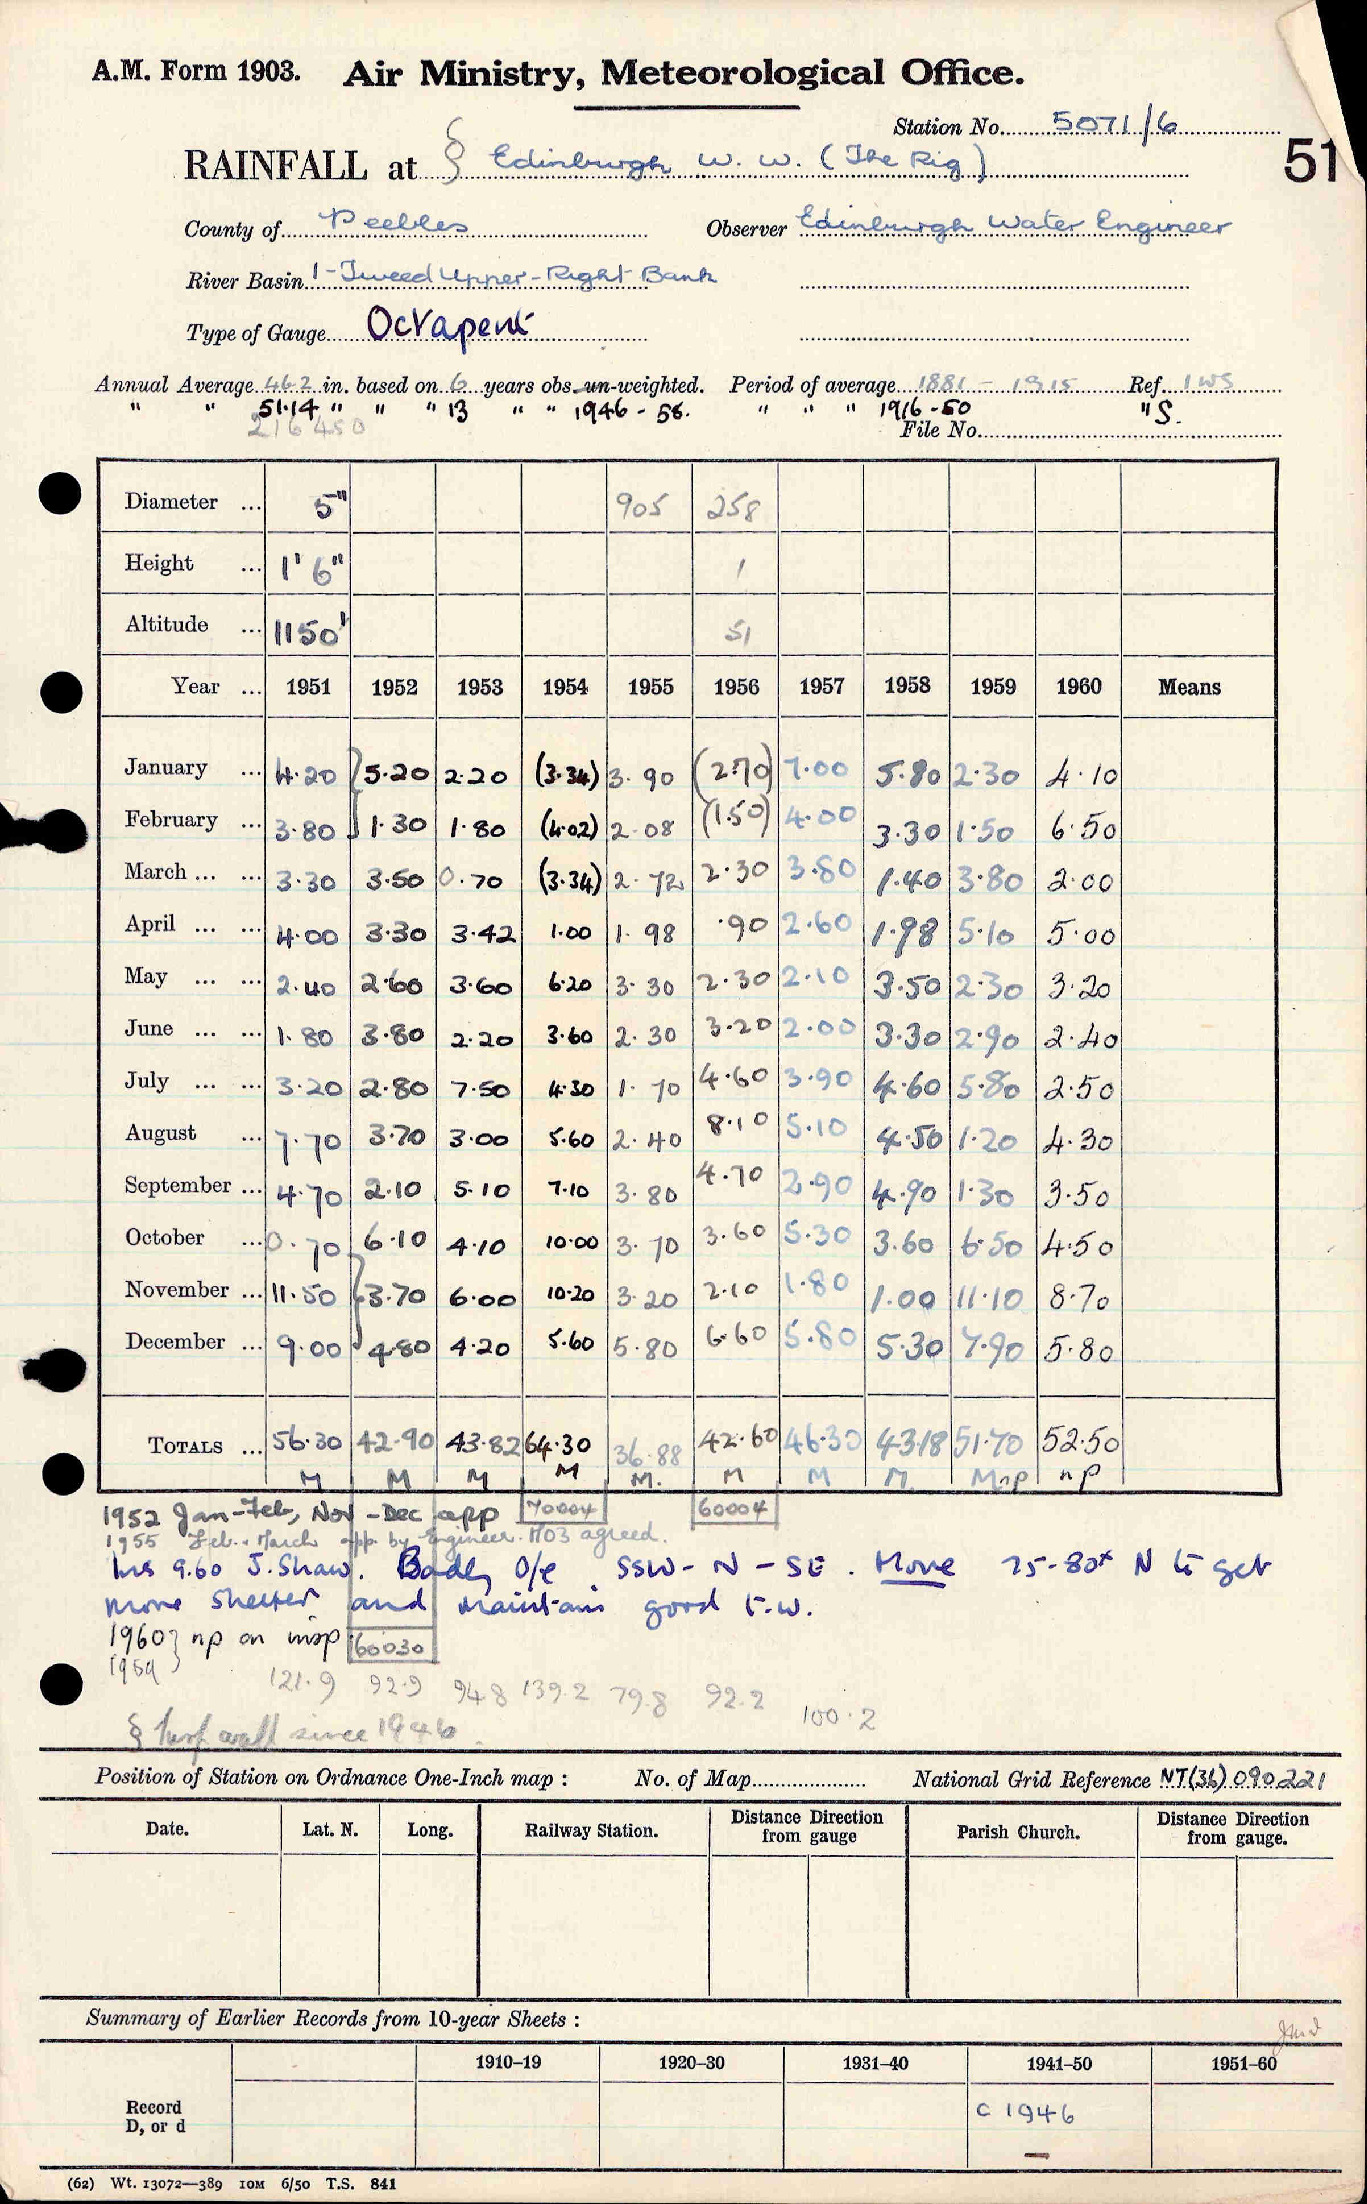 A.M. Form 1903. Air Ministry, Meteorological Office.
Station No. 5071/6
RAINFALL at § Edinburgh W. W. (The Rig)
51
County of Peebles Observer Edinburgh Water Engineer
River Basin 1 - Tweed Upper - Right Bank
Type of Gauge Octapent
Annual Average 46.2 in. based on 6 years obs. un-weighted. Period of average 1881 - 1915 Ref. IWS
" " 51.14 " " " 13 " " 1946 - 58. " " " 1916-50 "S.
216450
File No.
Diameter ... 5" 905 258
Height ... 1' 6" 1
Altitude ... 1150' 51
Year ... 1951 1952 1953 1954 1955 1956 1957 1958 1959 1960 Means
January ... 4.20 5.20 2.20 (3.34) 3.90 (2.70) 7.00 5.80 2.30 4.10
February ... 3.80 1.30 1.80 (4.02) 2.08 (1.50) 4.00 3.30 1.50 6.50
March ... ... 3.30 3.50 0.70 (3.34) 2.72 2.30 3.80 1.40 3.80 2.00
April ... ... 4.00 3.30 3.42 1.00 1.98 .90 2.60 1.98 5.10 5.00
May ... ... 2.40 2.60 3.60 6.20 3.30 2.30 2.10 3.50 2.30 3.20
June ... ... 1.80 3.80 2.20 3.60 2.30 3.20 2.00 3.30 2.90 2.40
July ... ... 3.20 2.80 7.50 4.30 1.70 4.60 3.90 4.60 5.80 2.50
August ... 7.70 3.70 3.00 5.60 2.40 8.10 5.10 4.50 1.20 4.30
September ... 4.70 2.10 5.10 7.10 3.80 4.70 2.90 4.90 1.30 3.50
October ... 0.70 6.10 4.10 10.00 3.70 3.60 5.30 3.60 6.50 4.50
November ... 11.50 3.70 6.00 10.20 3.20 2.10 1.80 1.00 11.10 8.70
December ... 9.00 4.80 4.20 5.60 5.80 6.60 5.80 5.30 7.90 5.80
TOTALS ... 56.30 42.90 43.82 64.30 36.88 42.60 46.30 43.18 51.70 52.50
M M M M M. M M M. M np np
1952 Jan-Feb, Nov-Dec app 70004 60004
1955 Feb. March app. by Engineer. M03 agreed.
Ins 9.60 J. Shaw. Badly O/e SSW - N - SE. Move 75-80x N to get
more shelter and maintain good t.w.
1960 } np on insp 60030
1959 }
121.9 92.9 94.8 139.2 79.8 92.2 100.2
§ Turf wall since 1946.
Position of Station on Ordnance One-Inch map : No. of Map National Grid Reference NT(36) 090221
Date. Lat. N. Long. Railway Station. Distance Direction from gauge Parish Church. Distance Direction from gauge.
Summary of Earlier Records from 10-year Sheets :
1910-19 1920-30 1931-40 1941-50 1951-60
Record D, or d
c 1946
—
(62) Wt. 13072—389 10M 6/50 T.S. 841